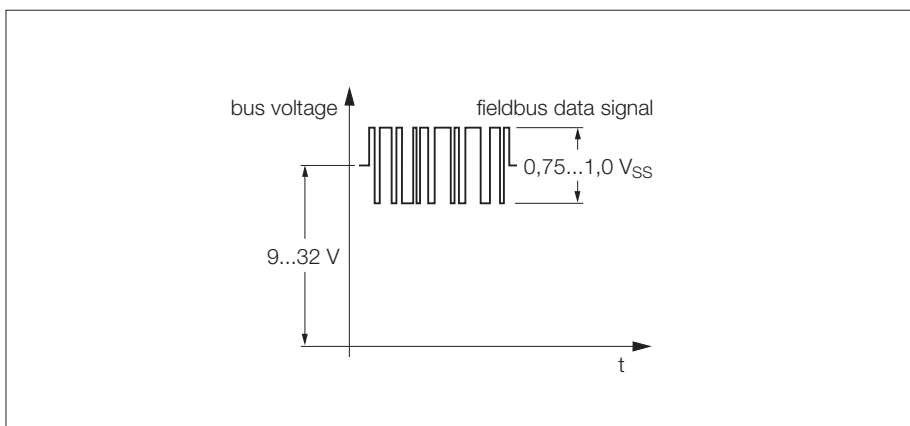 bus voltage
fieldbus data signal
0,75...1,0 VSS
9...32 V
t